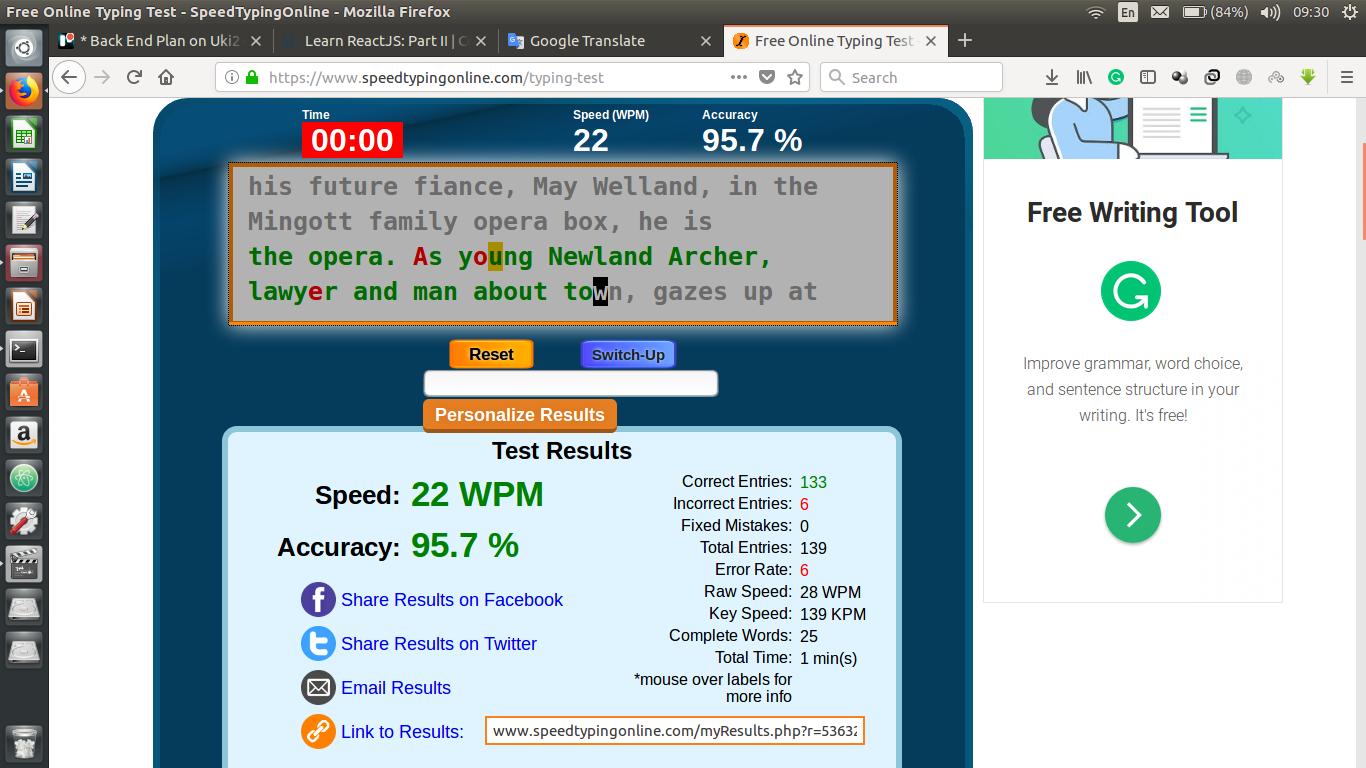 Free Online Typing Test - SpeedTypingOnline - Mozilla Firefox
En
(84%)
09:30
* Back End Plan on Uki2
Learn ReactJS: Part II | C
Google Translate
Free Online Typing Test
https://www.speedtypingonline.com/typing-test
Search
Time
Speed (WPM)
Accuracy
00:00
22
95.7 %
his future fiance, May Welland, in the
Mingott family opera box, he is
the opera. As young Newland Archer,
lawyer and man about town, gazes up at
Reset
Switch-Up
Personalize Results
Test Results
Speed: 22 WPM
Accuracy: 95.7 %
Share Results on Facebook
Share Results on Twitter
Email Results
Link to Results:
www.speedtypingonline.com/myResults.php?r=53632
Correct Entries: 133
Incorrect Entries: 6
Fixed Mistakes: 0
Total Entries: 139
Error Rate: 6
Raw Speed: 28 WPM
Key Speed: 139 KPM
Complete Words: 25
Total Time: 1 min(s)
*mouse over labels for
more info
Free Writing Tool
Improve grammar, word choice,
and sentence structure in your
writing. It's free!